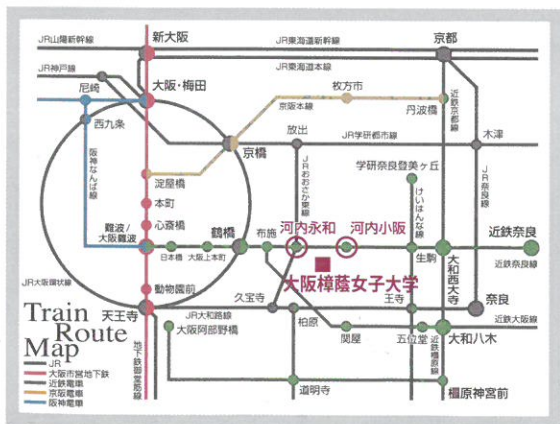 JR山陽新幹線
新大阪
JR東海道新幹線
京都
JR東海道本線
JR神戸線
尼崎
大阪・梅田
枚方市
京阪本線
丹波橋
近鉄京都線
西九条
京橋
放出
JR学研都市線
木津
阪神なんば線
淀屋橋
本町
心斎橋
JRおおさか東線
学研奈良登美ヶ丘
けいはんな線
JR奈良線
難波/大阪難波
鶴橋
布施
河内永和
河内小阪
近鉄奈良
日本橋
大阪上本町
生駒
大和西大寺
近鉄奈良線
大阪樟蔭女子大学
動物園前
JR大阪環状線
久宝寺
王寺
奈良
天王寺
JR大和路線
柏原
近鉄大阪線
大阪阿部野橋
関屋
五位堂
大和八木
地下鉄御堂筋線
近鉄橿原線
道明寺
橿原神宮前
Train
Route
Map
JR
大阪市営地下鉄
近鉄電車
京阪電車
阪神電車